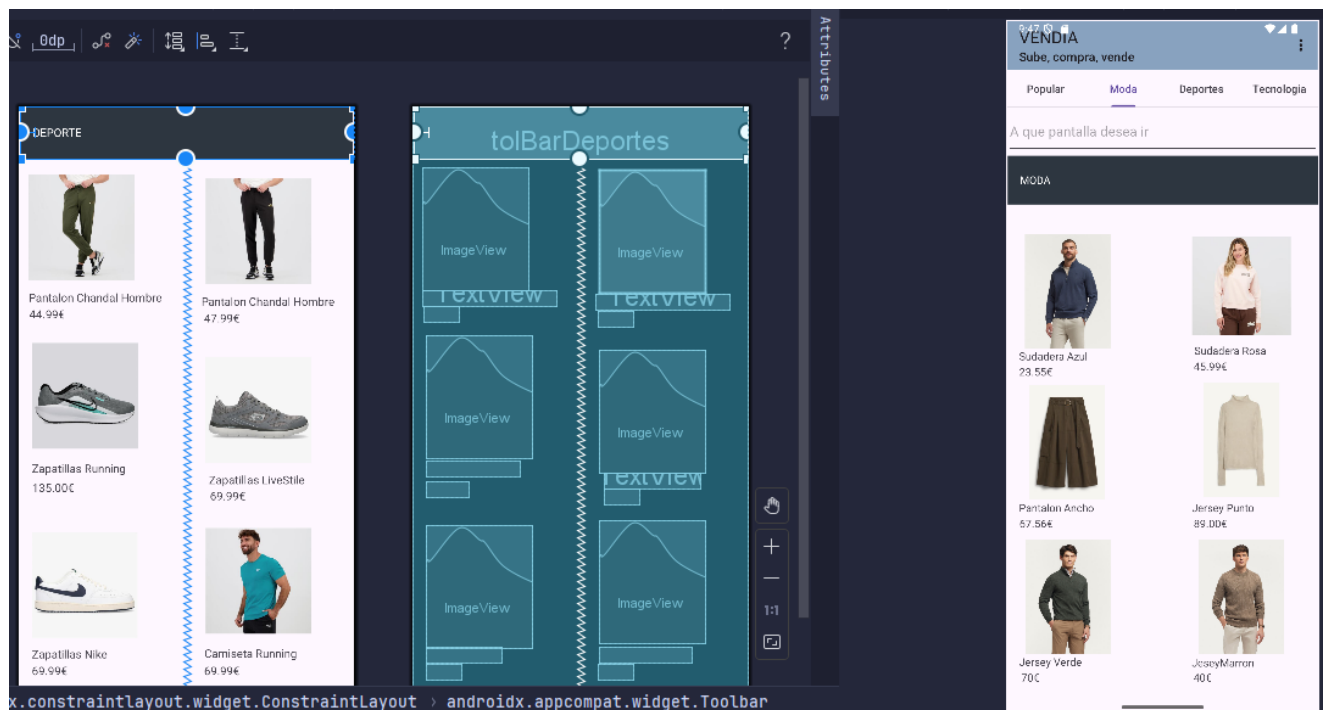 0dp
?
Attributes
DEPORTE
Pantalon Chandal Hombre
44.99€
Pantalon Chandal Hombre
47.99€
Zapatillas Running
135.00€
Zapatillas LiveStile
69.99€
Zapatillas Nike
69.99€
Camiseta Running
69.99€
tolBarDeportes
ImageView
ImageView
TextView
TextView
ImageView
ImageView
TextView
ImageView
ImageView
1:1
x.constraintlayout.widget.ConstraintLayout › androidx.appcompat.widget.Toolbar
9:47
VENDIA
Sube, compra, vende
Popular
Moda
Deportes
Tecnologia
A que pantalla desea ir
MODA
Sudadera Azul
23.55€
Sudadera Rosa
45.99€
Pantalon Ancho
67.56€
Jersey Punto
89.00€
Jersey Verde
70€
JeseyMarron
40€